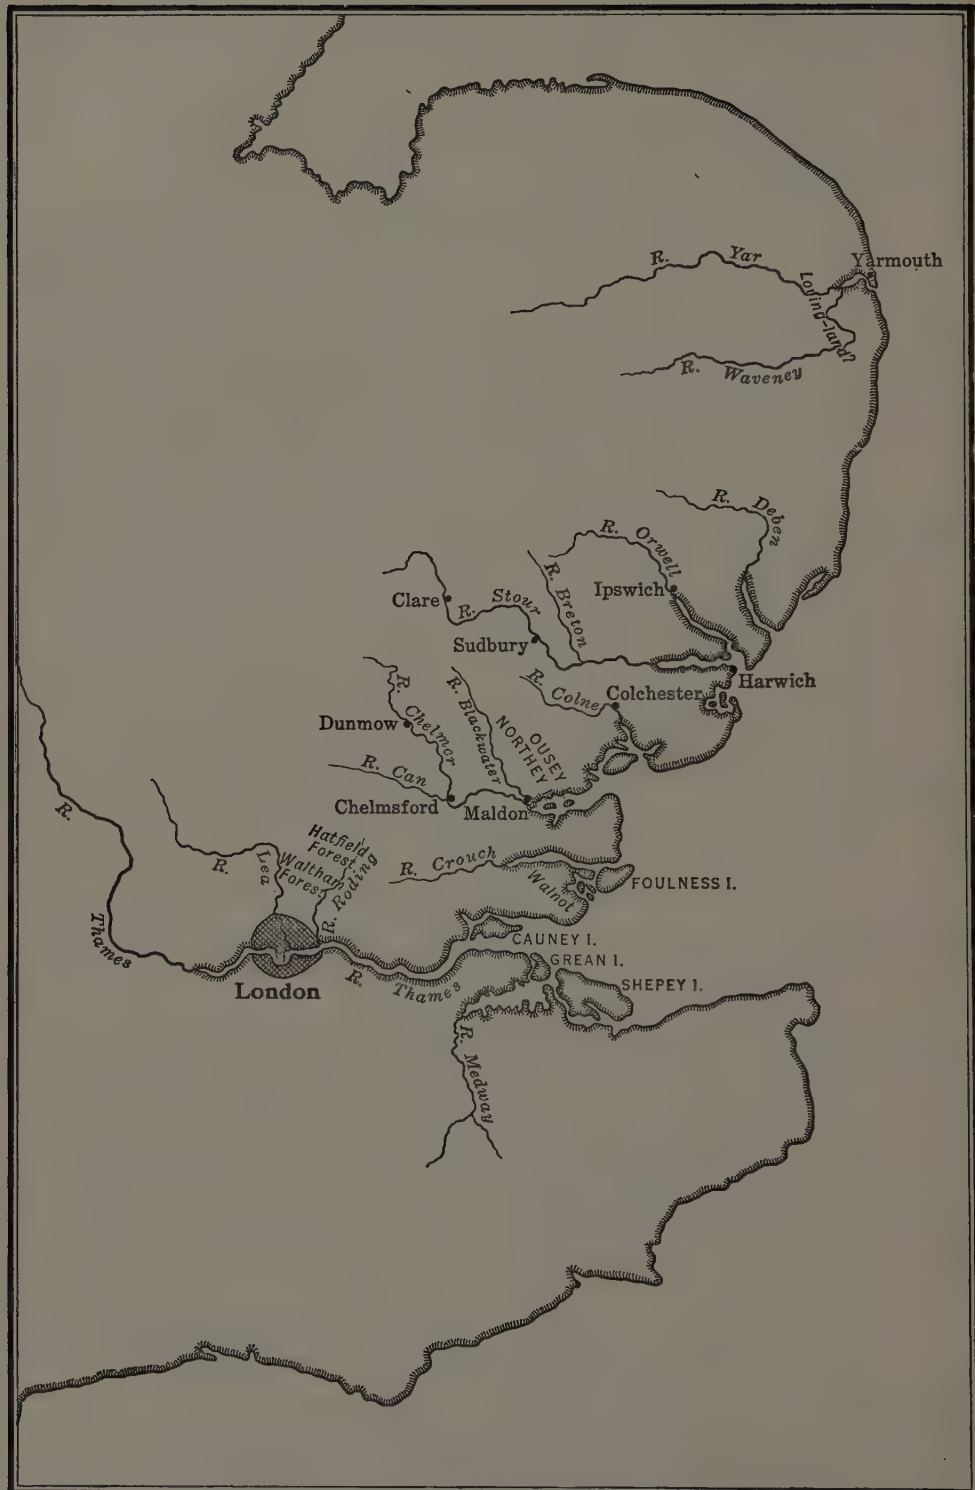 R. Yar
Yarmouth
Loving-land?
R. Waveney
R. Deben
R. Orwell
R. Breton
Ipswich
Clare
R. Stour
Sudbury
Harwich
R. Colne
Colchester
R. Chelmer
R. Blackwater
OUSEY
NORTHEY
Dunmow
R. Can
Chelmsford
Maldon
R.
Thames
R. Lea
Hatfield
Forest
Waltham
Forest
R. Roding
R. Crouch
Walnot
FOULNESS I.
CAUNEY I.
GREAN I.
SHEPEY I.
London
R. Thames
R. Medway